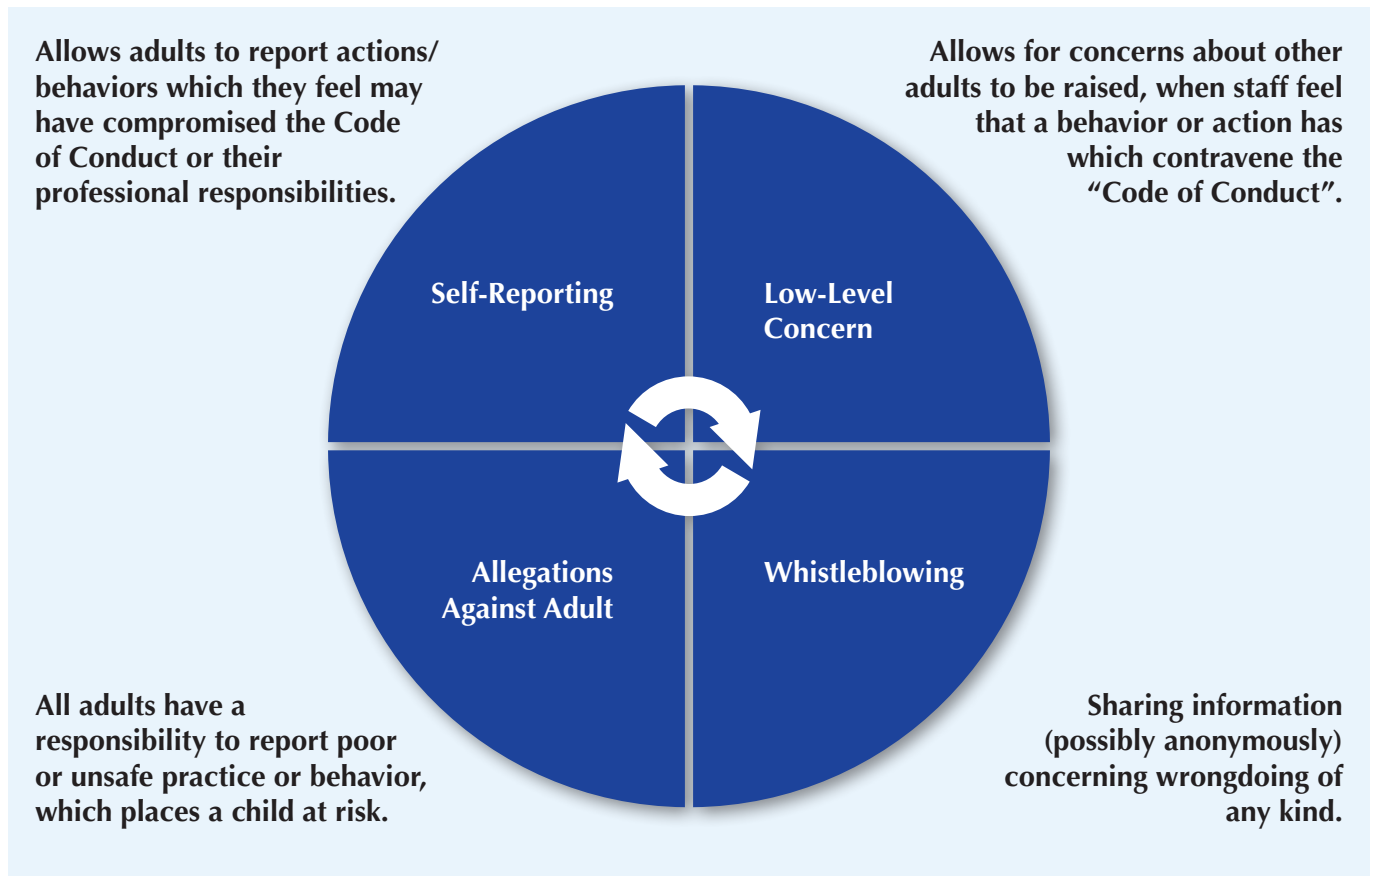 Allows adults to report actions/
behaviors which they feel may
have compromised the Code
of Conduct or their
professional responsibilities.
Allows for concerns about other
adults to be raised, when staff feel
that a behavior or action has
which contravene the
“Code of Conduct”.
Self-Reporting
Low-Level
Concern
Allegations
Against Adult
Whistleblowing
All adults have a
responsibility to report poor
or unsafe practice or behavior,
which places a child at risk.
Sharing information
(possibly anonymously)
concerning wrongdoing of
any kind.